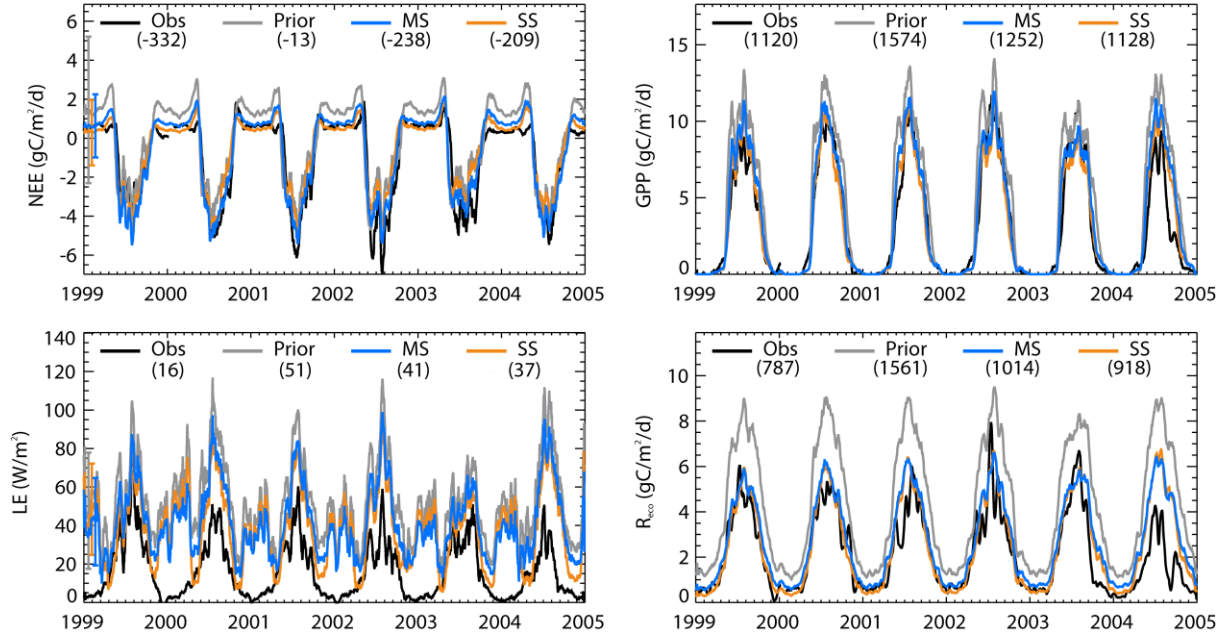 Obs Prior MS SS
(-332) (-13) (-238) (-209)
NEE (gC/m²/d)
6
4
2
0
-2
-4
-6
1999 2000 2001 2002 2003 2004 2005
Obs Prior MS SS
(1120) (1574) (1252) (1128)
GPP (gC/m²/d)
15
10
5
0
1999 2000 2001 2002 2003 2004 2005
Obs Prior MS SS
(16) (51) (41) (37)
LE (W/m²)
140
120
100
80
60
40
20
0
1999 2000 2001 2002 2003 2004 2005
Obs Prior MS SS
(787) (1561) (1014) (918)
Reco (gC/m²/d)
10
8
6
4
2
0
1999 2000 2001 2002 2003 2004 2005